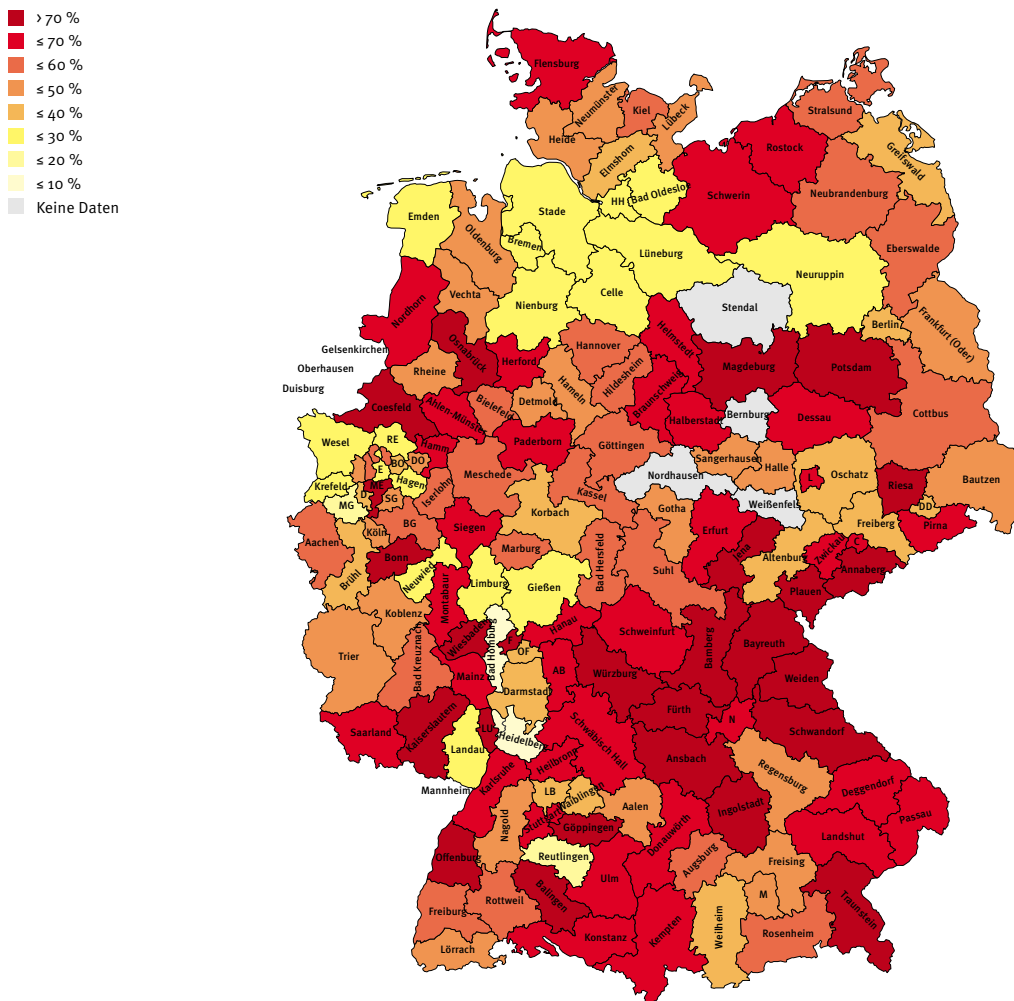 › 70 %
≤ 70 %
≤ 60 %
≤ 50 %
≤ 40 %
≤ 30 %
≤ 20 %
≤ 10 %
Keine Daten
Flensburg
Neumünster
Kiel
Lübeck
Heide
Elmshorn
Stralsund
Rostock
Greifswald
HH
Bad Oldeslo
Schwerin
Neubrandenburg
Emden
Stade
Oldenburg
Bremen
Lüneburg
Eberswalde
Neuruppin
Vechta
Nienburg
Celle
Stendal
Nordhorn
Berlin
Frankfurt (Oder)
Gelsenkirchen
Oberhausen
Duisburg
Osnabrück
Herford
Hannover
Helmstedt
Rheine
Magdeburg
Potsdam
Hameln
Hildesheim
Braunschweig
Coesfeld
Ahlen-Münster
Bielefeld
Detmold
Halberstad
Bernburg
Dessau
Cottbus
Wesel
RE
Hamm
Paderborn
Göttingen
E
BO
DO
Meschede
Sangerhausen
Halle
Krefeld
ME
Hagen
Iserlohn
Kassel
Nordhausen
L
Oschatz
Riesa
Bautzen
MG
D
SG
Korbach
Gotha
Weißenfels
DD
Aachen
Köln
BG
Siegen
Erfurt
Freiberg
Pirna
Bonn
Marburg
Bad Hersfeld
Suhl
Jena
Altenburg
Zwickau
C
Annaberg
Brühl
Neuwied
Limburg
Gießen
Plauen
Koblenz
Montabaur
Hanau
Schweinfurt
Trier
Bad Kreuznach
Wiesbaden
Bad Homburg
F
OF
Bamberg
Bayreuth
Mainz
AB
Würzburg
Weiden
Darmstadt
Fürth
Saarland
Kaiserslautern
LU
Heidelberg
Schwäbisch Hall
N
Schwandorf
Landau
Heilbronn
Ansbach
Regensburg
Mannheim
Karlsruhe
Deggendorf
LB
Waiblingen
Aalen
Ingolstadt
Passau
Nagold
Stuttgart
Göppingen
Donauwörth
Landshut
Offenburg
Reutlingen
Augsburg
Freising
Ulm
Balingen
M
Traunstein
Freiburg
Rottweil
Weilheim
Rosenheim
Lörrach
Konstanz
Kempten